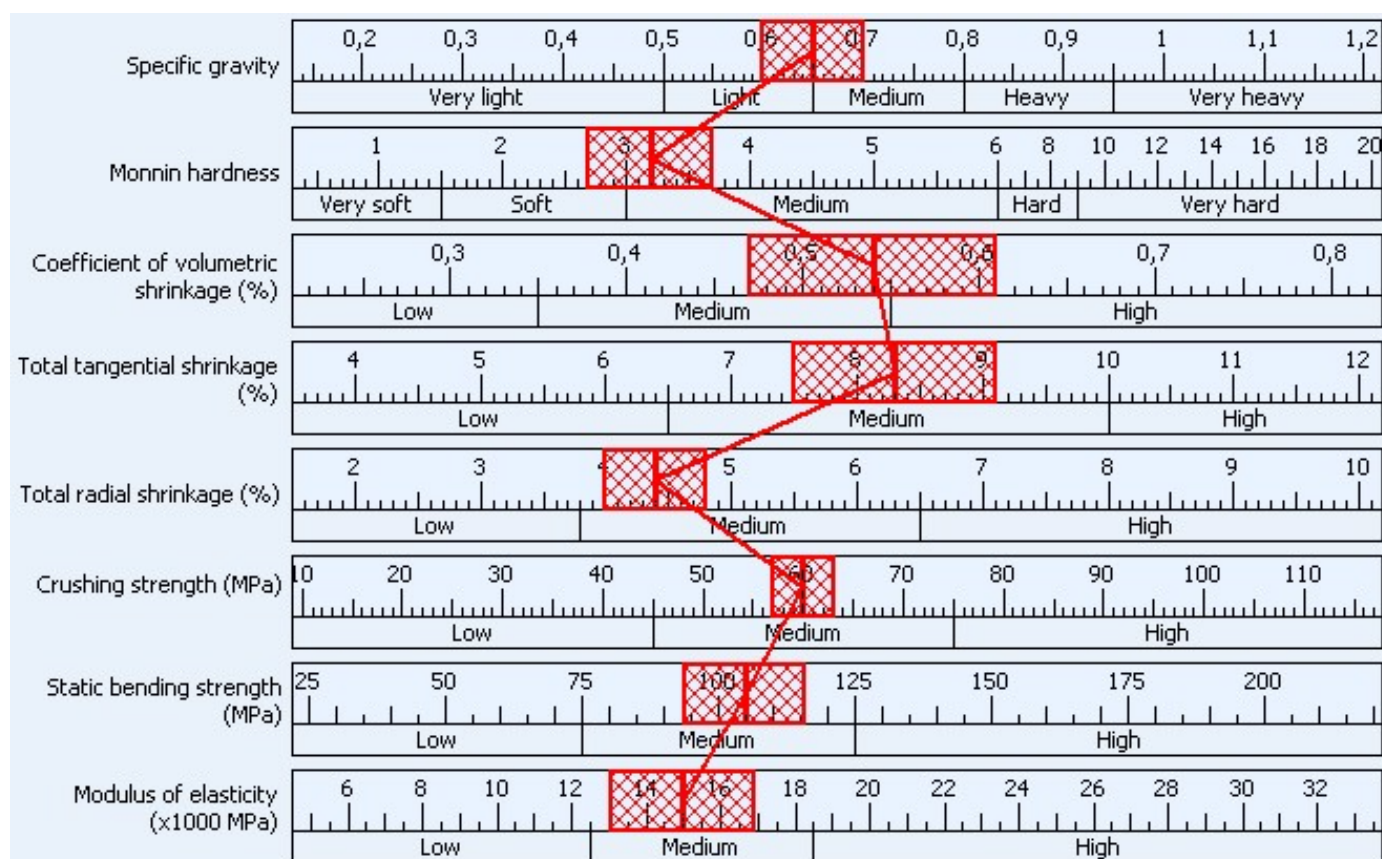 0,2 0,3 0,4 0,5 0,6 0,7 0,8 0,9 1 1,1 1,2
Specific gravity
Very light Light Medium Heavy Very heavy
1 2 3 4 5 6 8 10 12 14 16 18 20
Monnin hardness
Very soft Soft Medium Hard Very hard
Coefficient of volumetric
shrinkage (%)
0,3 0,4 0,5 0,6 0,7 0,8
Low Medium High
Total tangential shrinkage
(%)
4 5 6 7 8 9 10 11 12
Low Medium High
2 3 4 5 6 7 8 9 10
Total radial shrinkage (%)
Low Medium High
Crushing strength (MPa)
10 20 30 40 50 60 70 80 90 100 110
Low Medium High
Static bending strength
(MPa)
25 50 75 100 125 150 175 200
Low Medium High
Modulus of elasticity
(x1000 MPa)
6 8 10 12 14 16 18 20 22 24 26 28 30 32
Low Medium High